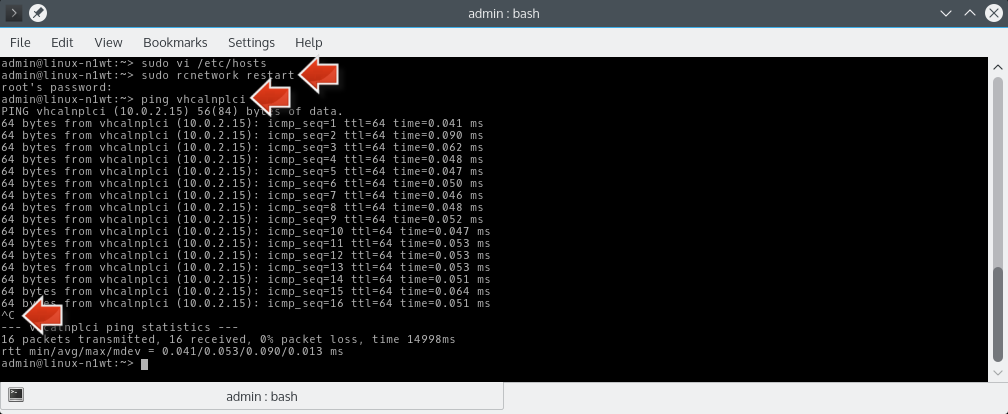 admin : bash
File Edit View Bookmarks Settings Help
admin@linux-n1wt:~> sudo vi /etc/hosts
admin@linux-n1wt:~> sudo rcnetwork restart
root's password:
admin@linux-n1wt:~> ping vhcalnplci
PING vhcalnplci (10.0.2.15) 56(84) bytes of data.
64 bytes from vhcalnplci (10.0.2.15): icmp_seq=1 ttl=64 time=0.041 ms
64 bytes from vhcalnplci (10.0.2.15): icmp_seq=2 ttl=64 time=0.090 ms
64 bytes from vhcalnplci (10.0.2.15): icmp_seq=3 ttl=64 time=0.062 ms
64 bytes from vhcalnplci (10.0.2.15): icmp_seq=4 ttl=64 time=0.048 ms
64 bytes from vhcalnplci (10.0.2.15): icmp_seq=5 ttl=64 time=0.047 ms
64 bytes from vhcalnplci (10.0.2.15): icmp_seq=6 ttl=64 time=0.050 ms
64 bytes from vhcalnplci (10.0.2.15): icmp_seq=7 ttl=64 time=0.046 ms
64 bytes from vhcalnplci (10.0.2.15): icmp_seq=8 ttl=64 time=0.048 ms
64 bytes from vhcalnplci (10.0.2.15): icmp_seq=9 ttl=64 time=0.052 ms
64 bytes from vhcalnplci (10.0.2.15): icmp_seq=10 ttl=64 time=0.047 ms
64 bytes from vhcalnplci (10.0.2.15): icmp_seq=11 ttl=64 time=0.053 ms
64 bytes from vhcalnplci (10.0.2.15): icmp_seq=12 ttl=64 time=0.053 ms
64 bytes from vhcalnplci (10.0.2.15): icmp_seq=13 ttl=64 time=0.053 ms
64 bytes from vhcalnplci (10.0.2.15): icmp_seq=14 ttl=64 time=0.051 ms
64 bytes from vhcalnplci (10.0.2.15): icmp_seq=15 ttl=64 time=0.064 ms
64 bytes from vhcalnplci (10.0.2.15): icmp_seq=16 ttl=64 time=0.051 ms
^C
--- vhcalnplci ping statistics ---
16 packets transmitted, 16 received, 0% packet loss, time 14998ms
rtt min/avg/max/mdev = 0.041/0.053/0.090/0.013 ms
admin@linux-n1wt:~>
admin : bash